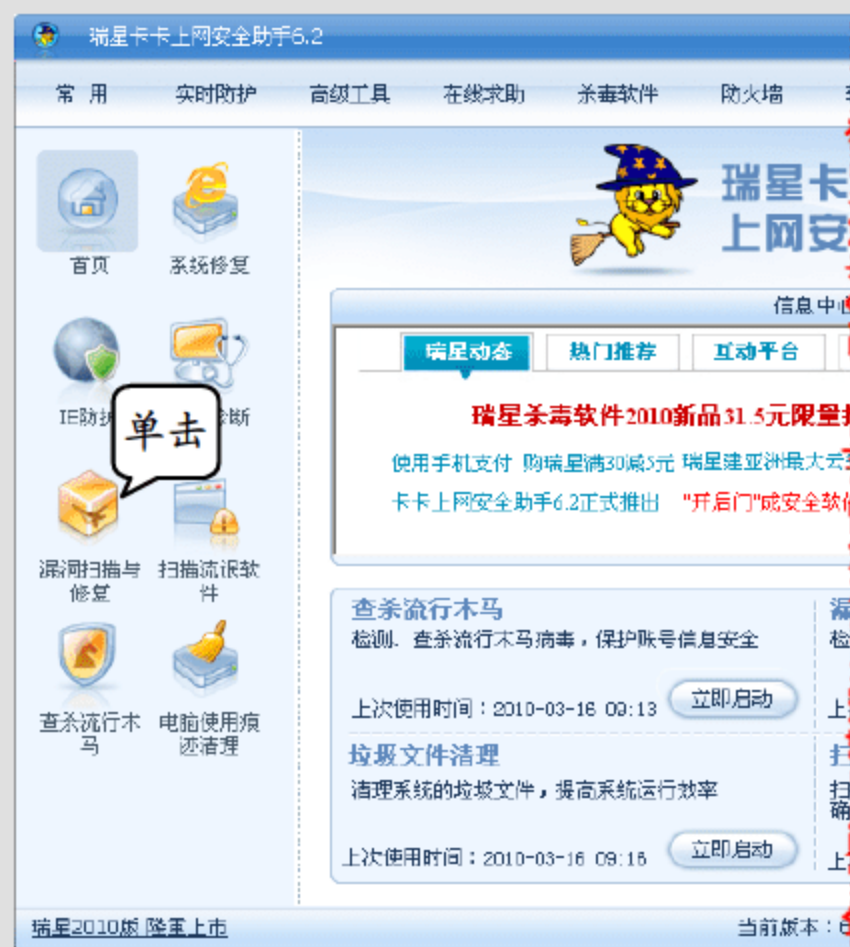 瑞星卡卡上网安全助手6.2
常 用 实时防护 高级工具 在线求助 杀毒软件 防火墙
瑞星卡
上网安
首页 系统修复
信息中心
瑞星动态 热门推荐 互动平台
瑞星杀毒软件2010新品31.5元限量
IE防护 断
单击
使用手机支付 购瑞星满30减5元 瑞星建亚洲最大云
卡卡上网安全助手6.2正式推出 "开后门"成安全软件
漏洞扫描与
修复
扫描流氓软
件
查杀流行木马
检测、查杀流行木马病毒，保护账号信息安全
上次使用时间：2010-03-16 09:13 立即启动
查杀流行木
马
电脑使用痕
迹清理
垃圾文件清理
清理系统的垃圾文件，提高系统运行效率
上次使用时间：2010-03-16 09:16 立即启动
瑞星2010版 隆重上市 当前版本：6